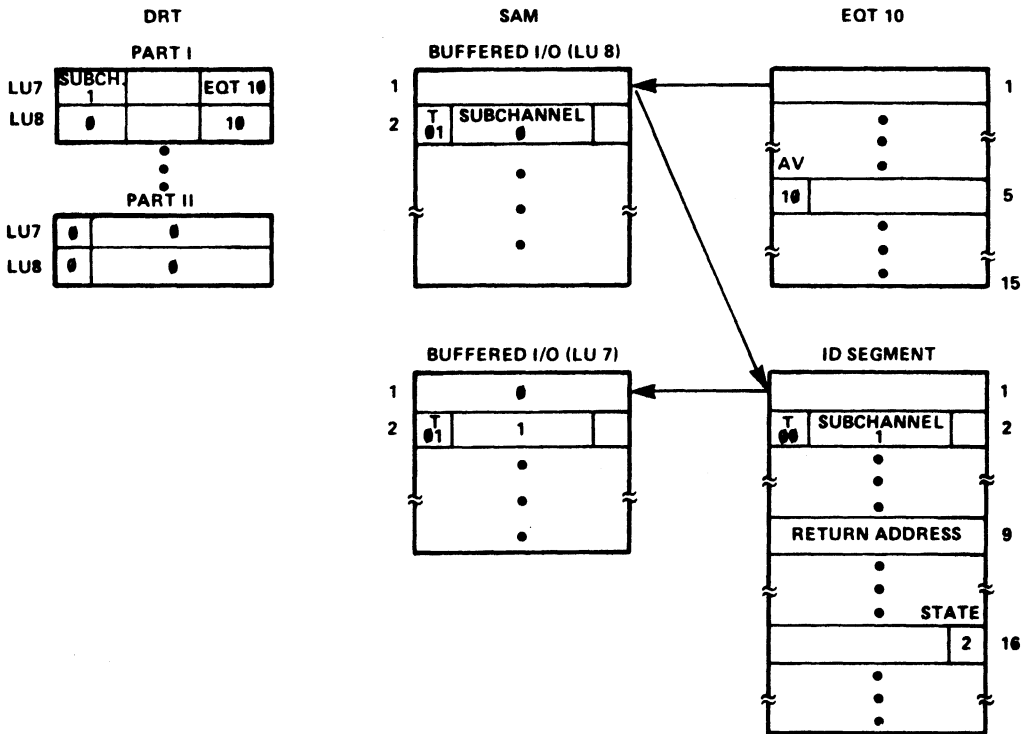 DRT
PART I
LU7 SUBCH. 1 EQT 10
LU8 0 10
PART II
LU7 0 0
LU8 0 0
SAM
BUFFERED I/O (LU 8)
1
2 T 01 SUBCHANNEL 0
BUFFERED I/O (LU 7)
1 0
2 T 01 1
EQT 10
1
AV
10 5
15
ID SEGMENT
1
T 00 SUBCHANNEL 1 2
RETURN ADDRESS 9
STATE
2 16